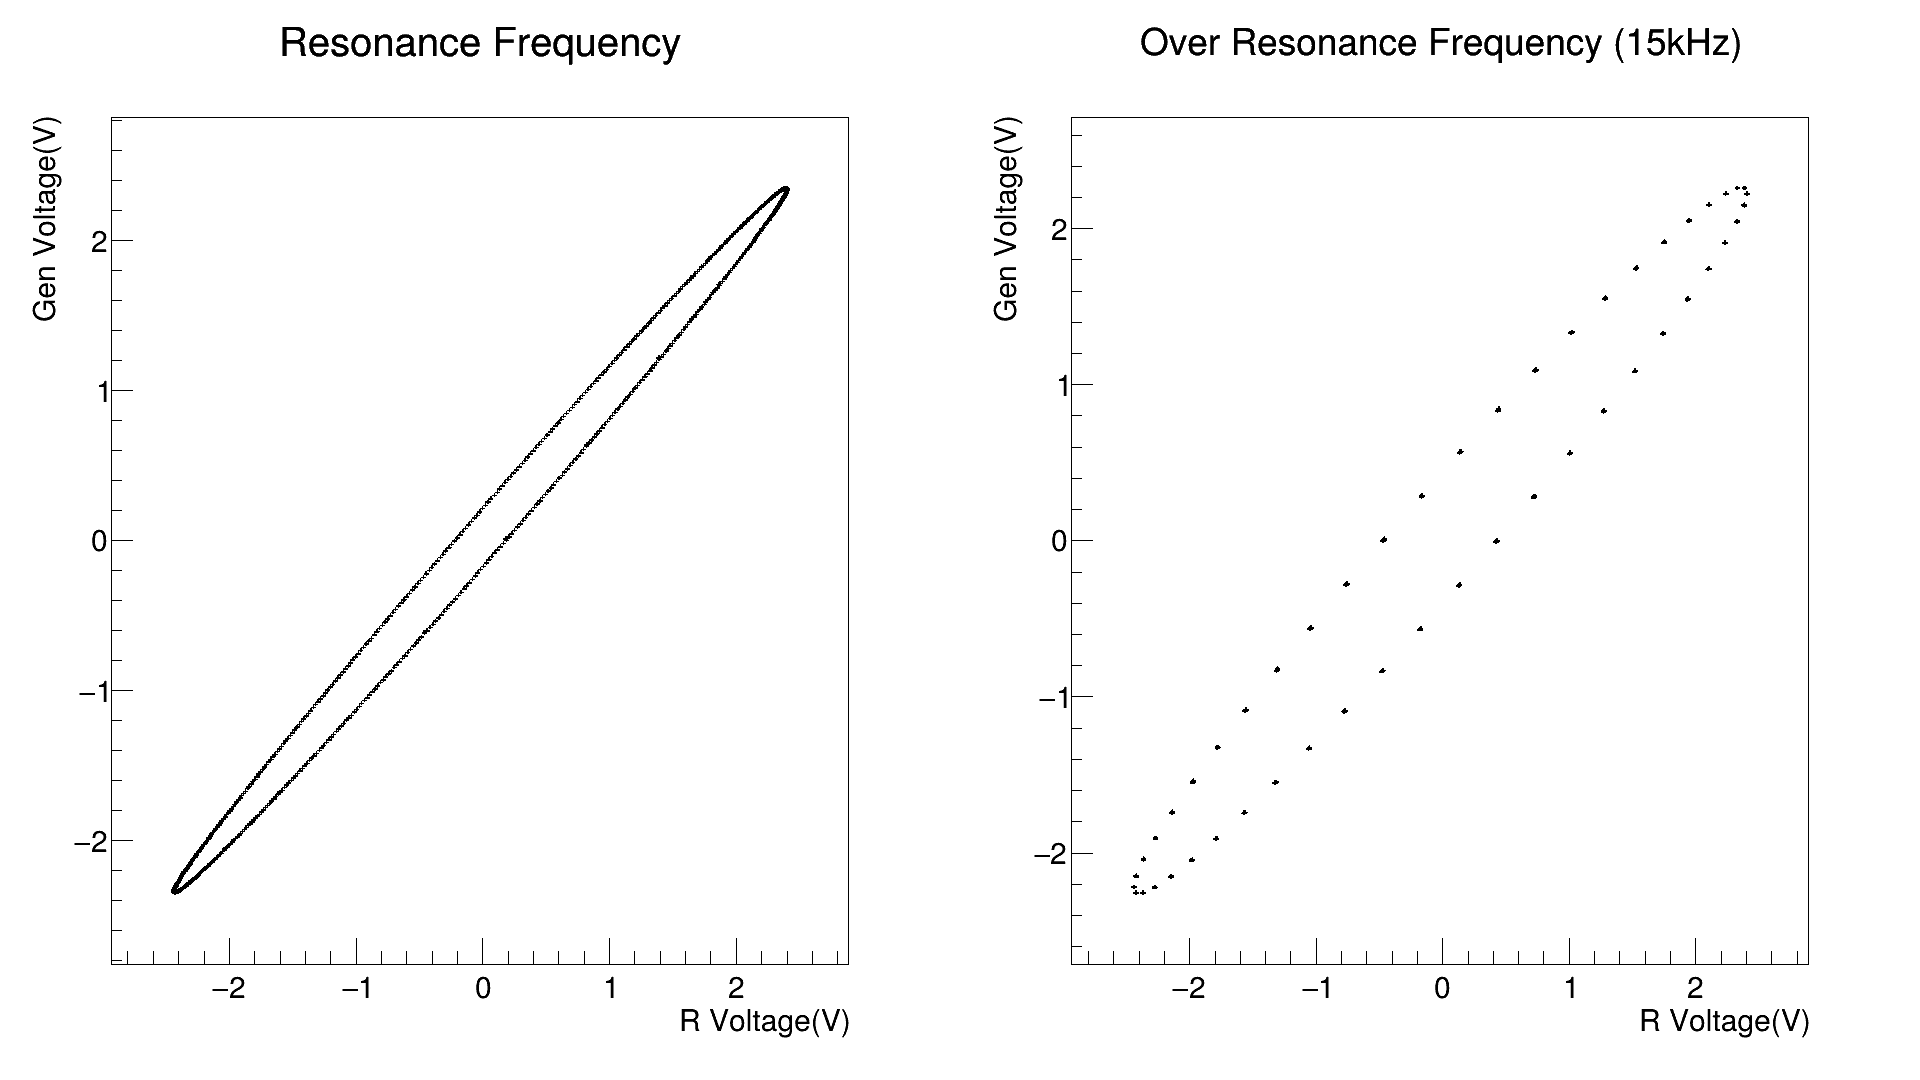 Resonance Frequency
Gen Voltage(V)
2
1
0
−1
−2
−2 −1 0 1 2
R Voltage(V)
Over Resonance Frequency (15kHz)
Gen Voltage(V)
2
1
0
−1
−2
−2 −1 0 1 2
R Voltage(V)